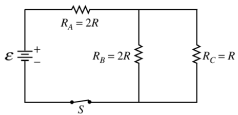 R_A = 2R
ε
+
−
R_B = 2R
R_C = R
S